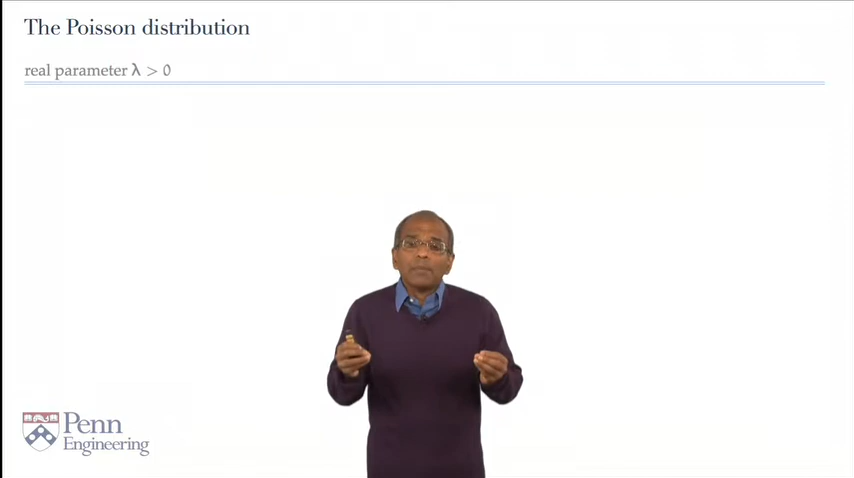 The Poisson distribution
real parameter λ > 0
Penn
Engineering